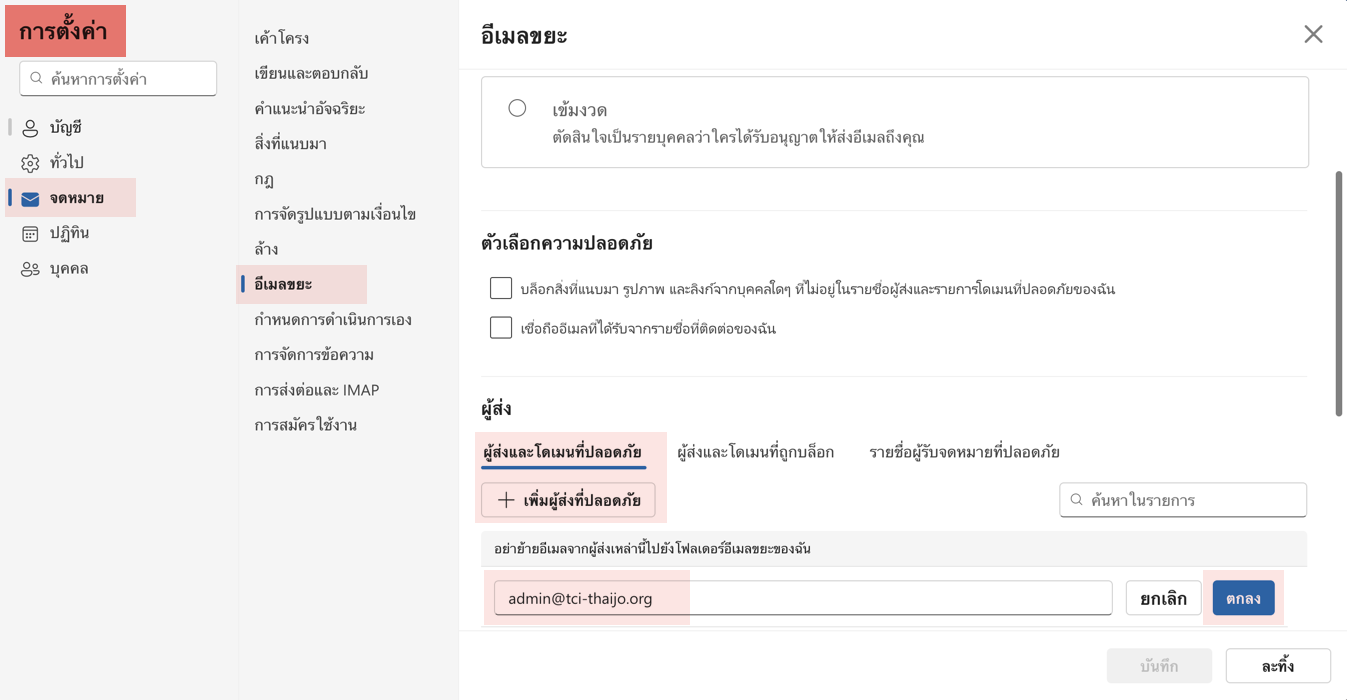 การตั้งค่า
ค้นหาการตั้งค่า
บัญชี
ทั่วไป
จดหมาย
ปฏิทิน
บุคคล
เค้าโครง
เขียนและตอบกลับ
คำแนะนำอัจฉริยะ
สิ่งที่แนบมา
กฎ
การจัดรูปแบบตามเงื่อนไข
ล้าง
อีเมลขยะ
กำหนดการดำเนินการเอง
การจัดการข้อความ
การส่งต่อและ IMAP
การสมัครใช้งาน
อีเมลขยะ
เข้มงวด
ตัดสินใจเป็นรายบุคคลว่าใครได้รับอนุญาตให้ส่งอีเมลถึงคุณ
ตัวเลือกความปลอดภัย
บล็อกสิ่งที่แนบมา รูปภาพ และลิงก์จากบุคคลใดๆ ที่ไม่อยู่ในรายชื่อผู้ส่งและรายการโดเมนที่ปลอดภัยของฉัน
เชื่อถืออีเมลที่ได้รับจากรายชื่อที่ติดต่อของฉัน
ผู้ส่ง
ผู้ส่งและโดเมนที่ปลอดภัย ผู้ส่งและโดเมนที่ถูกบล็อก รายชื่อผู้รับจดหมายที่ปลอดภัย
เพิ่มผู้ส่งที่ปลอดภัย ค้นหาในรายการ
อย่าย้ายอีเมลจากผู้ส่งเหล่านี้ไปยังโฟลเดอร์อีเมลขยะของฉัน
admin@tci-thaijo.org ยกเลิก ตกลง
บันทึก ละทิ้ง